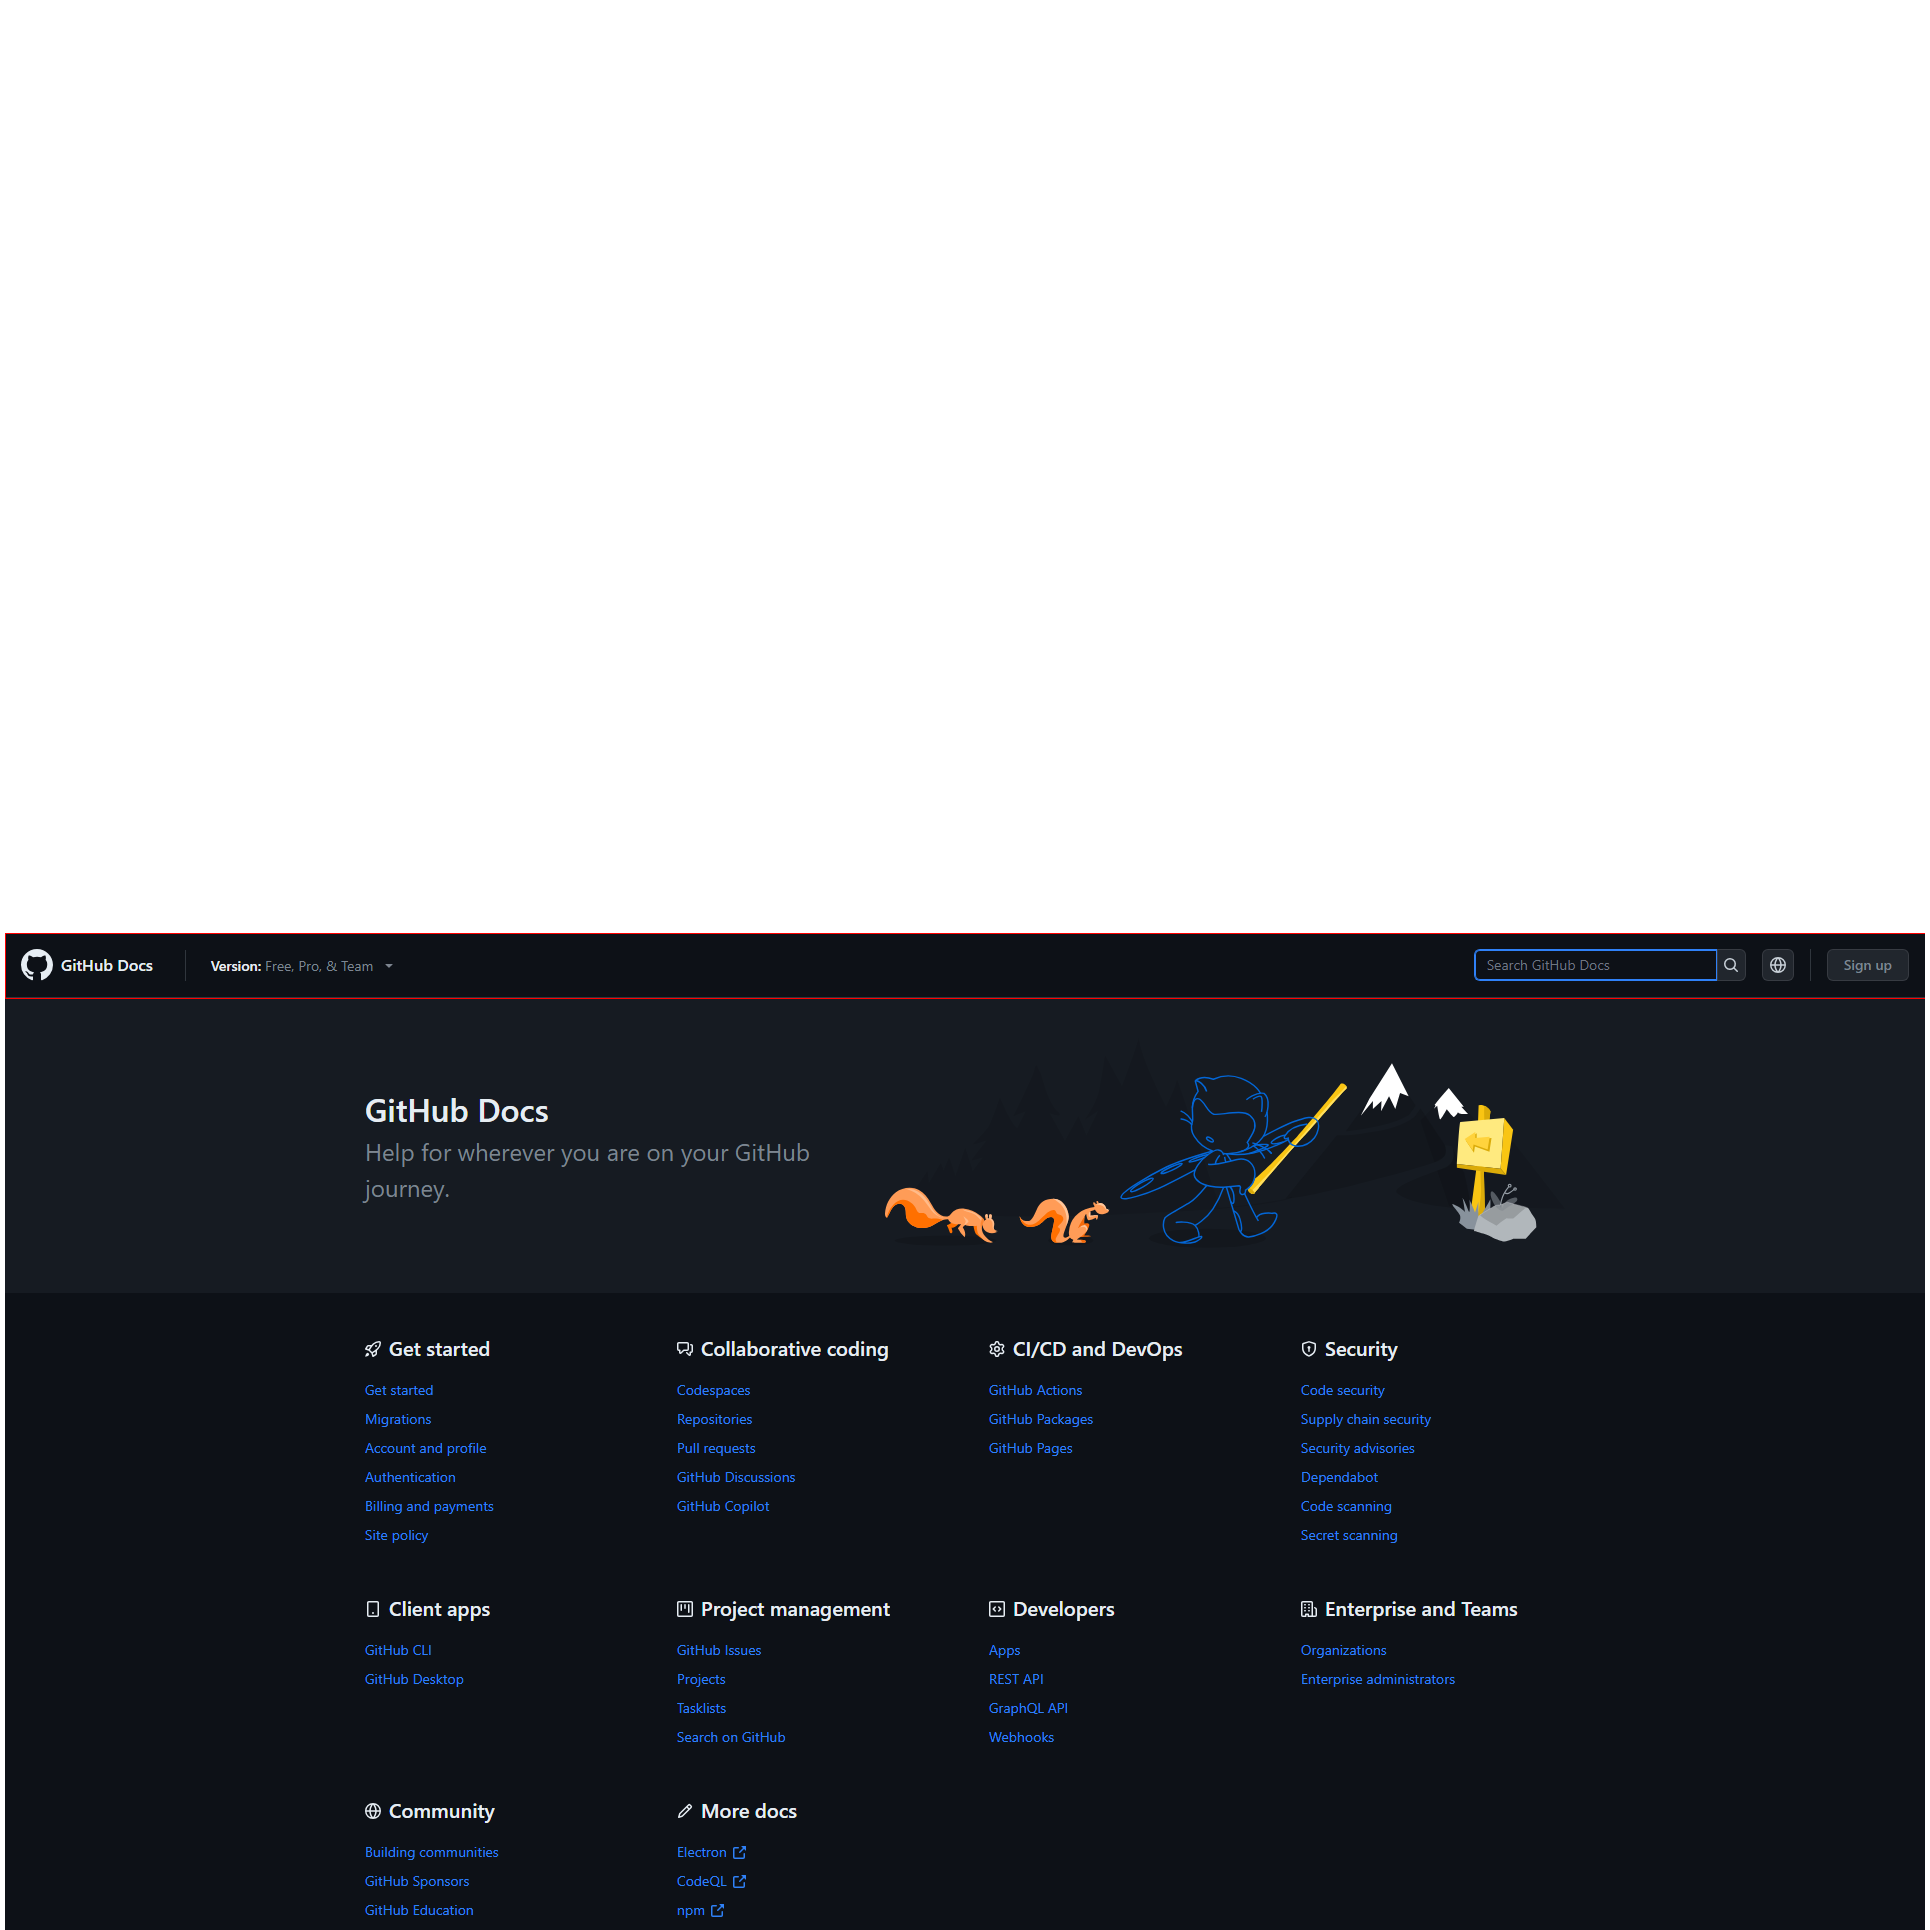 GitHub Docs
Version: Free, Pro, & Team
Search GitHub Docs
Sign up
GitHub Docs
Help for wherever you are on your GitHub
journey.
Get started
Get started
Migrations
Account and profile
Authentication
Billing and payments
Site policy
Collaborative coding
Codespaces
Repositories
Pull requests
GitHub Discussions
GitHub Copilot
CI/CD and DevOps
GitHub Actions
GitHub Packages
GitHub Pages
Security
Code security
Supply chain security
Security advisories
Dependabot
Code scanning
Secret scanning
Client apps
GitHub CLI
GitHub Desktop
Project management
GitHub Issues
Projects
Tasklists
Search on GitHub
Developers
Apps
REST API
GraphQL API
Webhooks
Enterprise and Teams
Organizations
Enterprise administrators
Community
Building communities
GitHub Sponsors
GitHub Education
More docs
Electron
CodeQL
npm